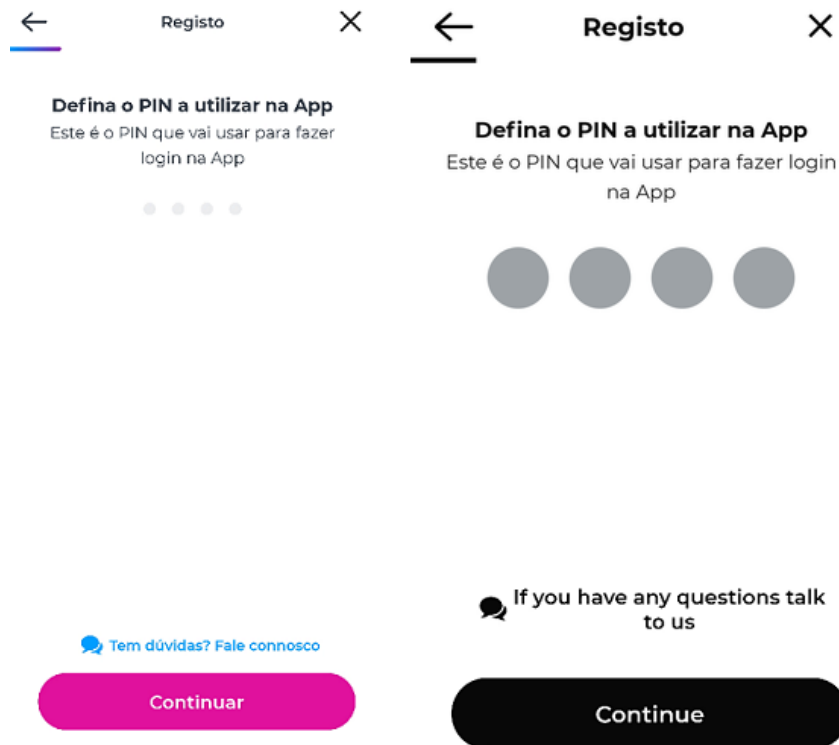 Registo
Defina o PIN a utilizar na App
Este é o PIN que vai usar para fazer
login na App
Tem dúvidas? Fale connosco
Continuar
Registo
Defina o PIN a utilizar na App
Este é o PIN que vai usar para fazer login
na App
If you have any questions talk
to us
Continue